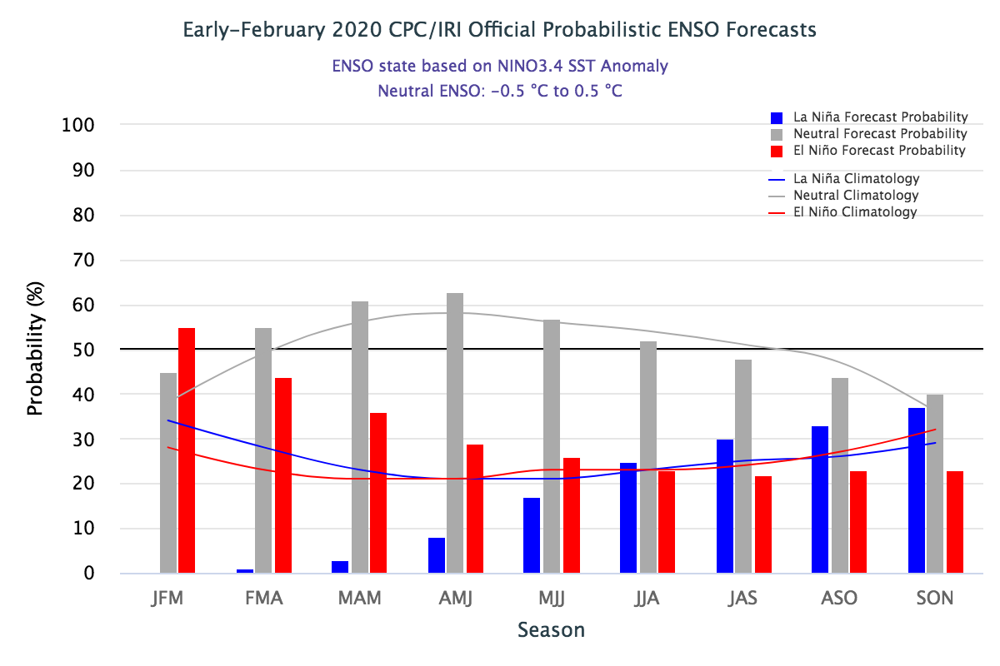 Early-February 2020 CPC/IRI Official Probabilistic ENSO Forecasts
ENSO state based on NINO3.4 SST Anomaly
Neutral ENSO: -0.5 °C to 0.5 °C
La Niña Forecast Probability
Neutral Forecast Probability
El Niño Forecast Probability
La Niña Climatology
Neutral Climatology
El Niño Climatology
Probability (%)
100
90
80
70
60
50
40
30
20
10
0
JFM FMA MAM AMJ MJJ JJA JAS ASO SON
Season